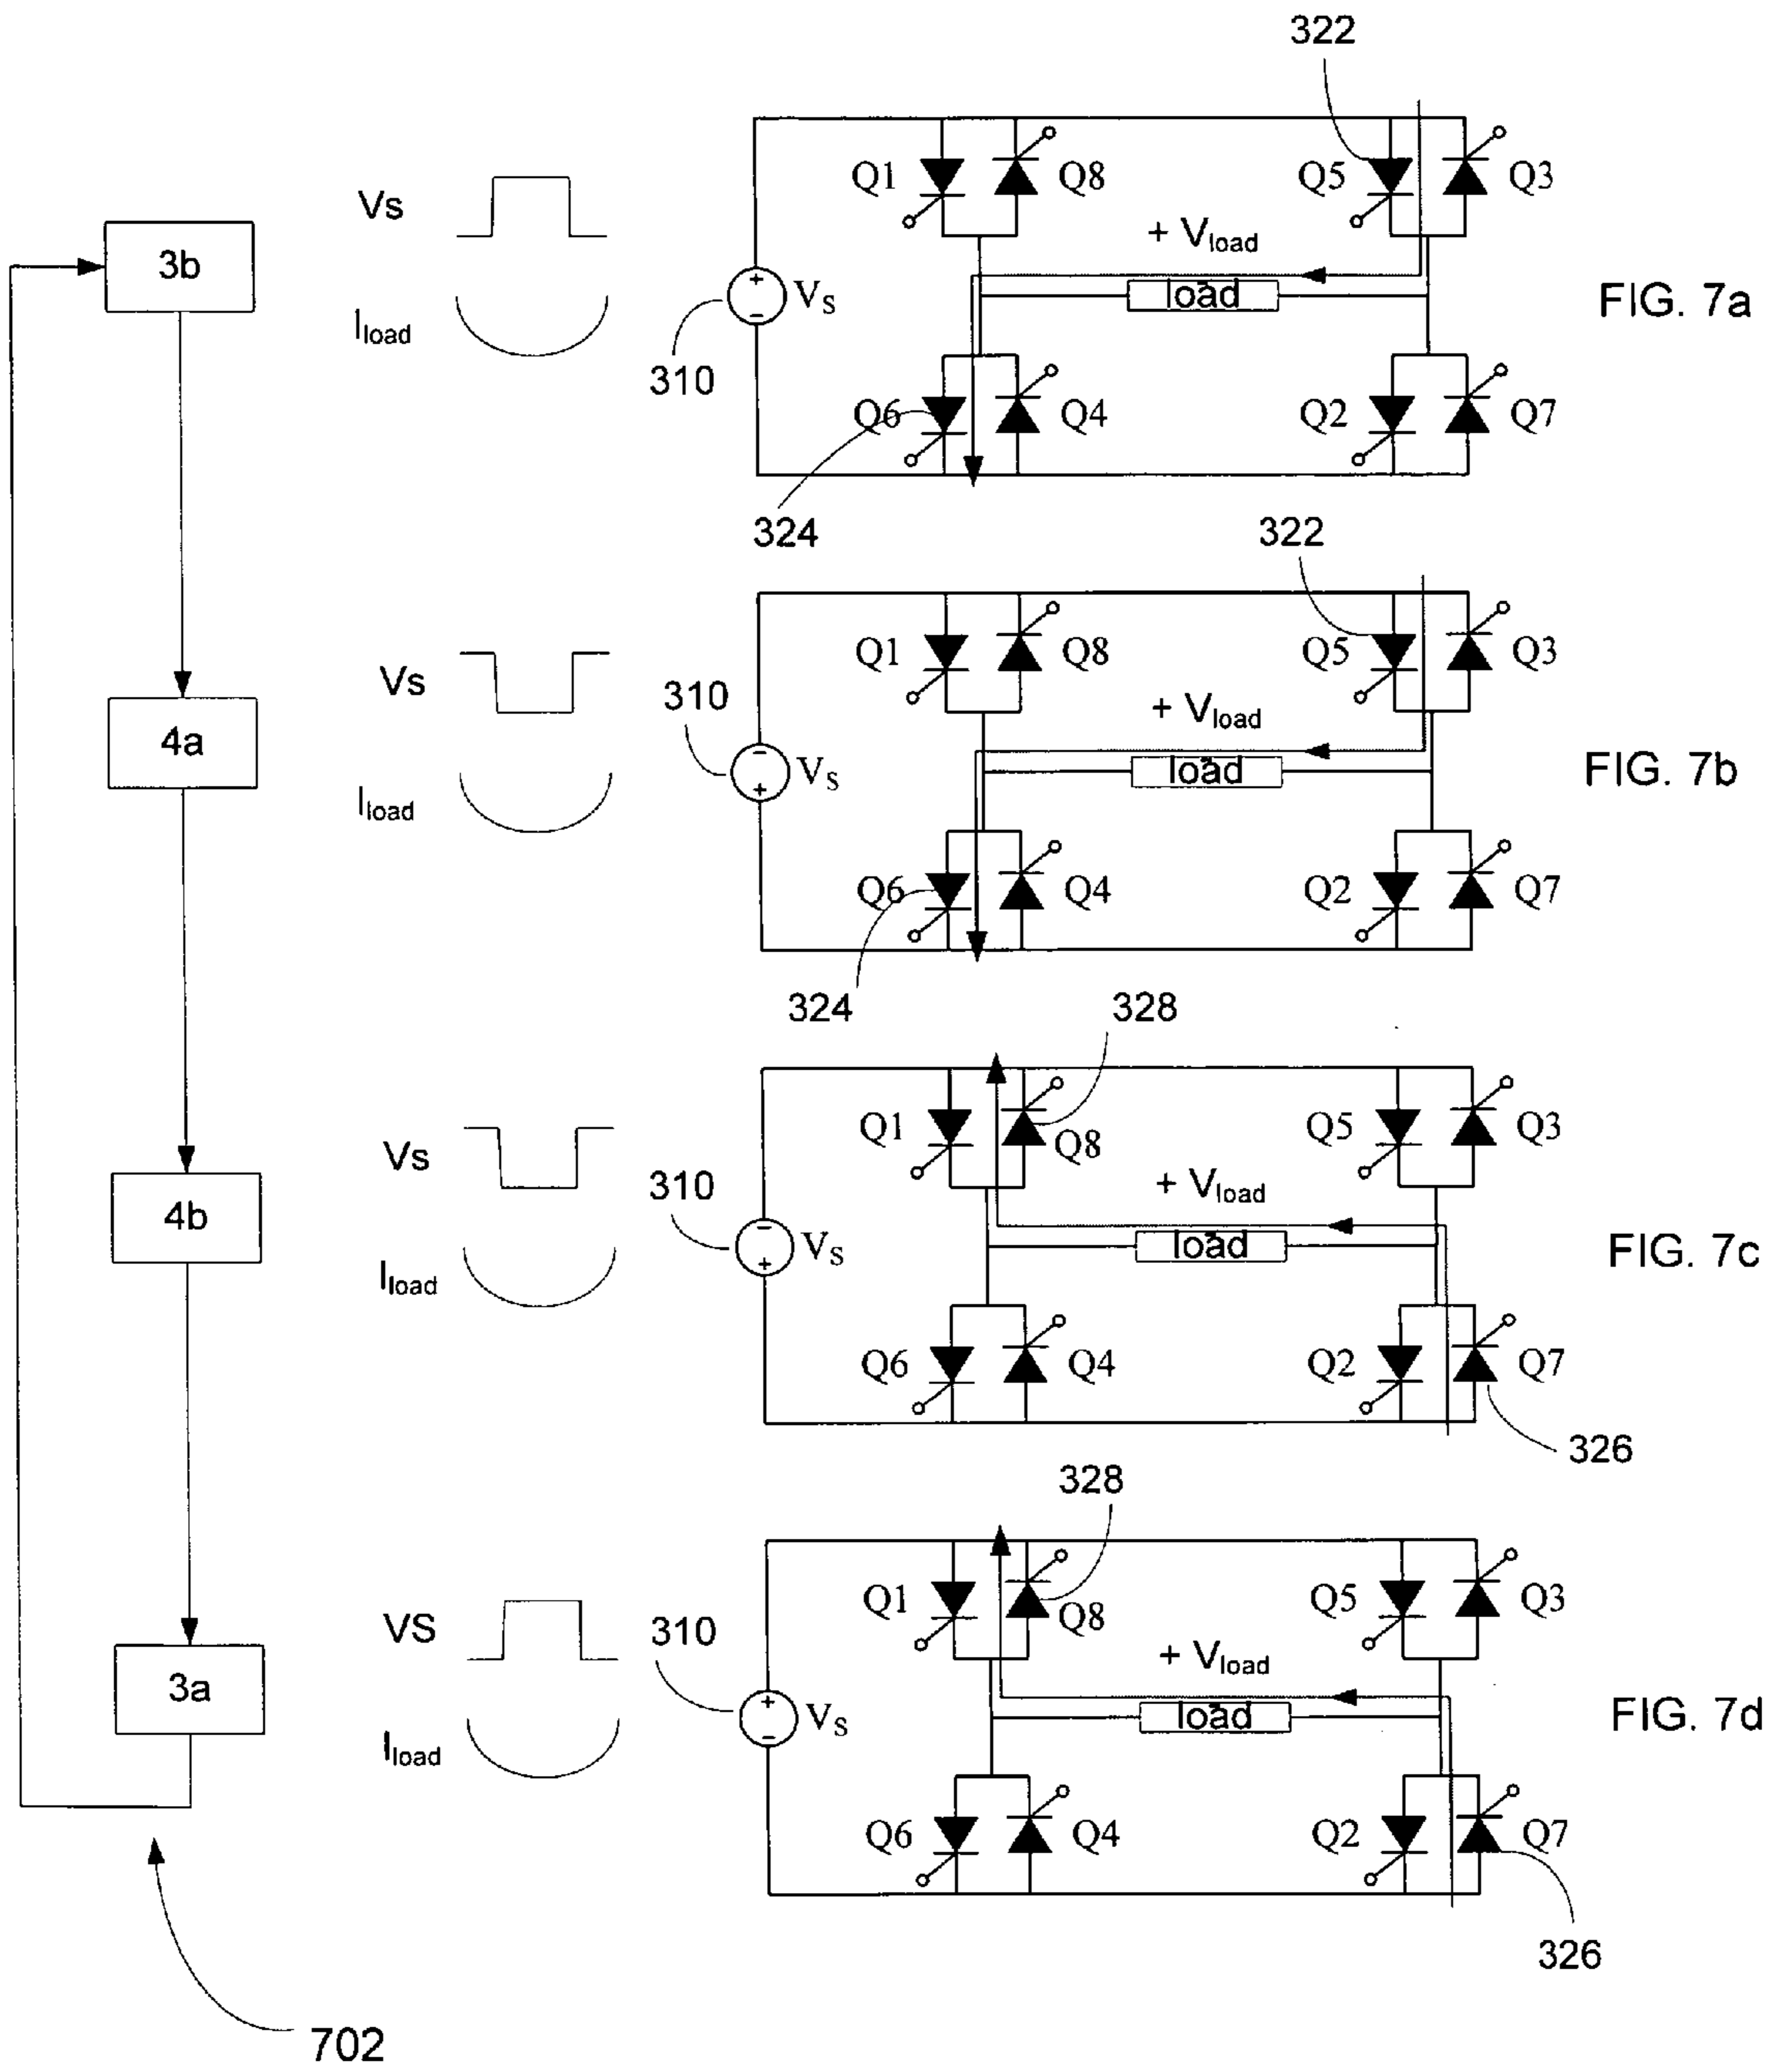 322
Q1
Q8
Q5
Q3
Vs
3b
+ Vload
load
+
−
VS
Iload
310
FIG. 7a
Q6
Q4
Q2
Q7
324
322
Q1
Q8
Q5
Q3
Vs
310
4a
+ Vload
load
−
+
VS
Iload
FIG. 7b
Q6
Q4
Q2
Q7
324
328
Q1
Q8
Q5
Q3
Vs
310
4b
+ Vload
load
−
+
VS
Iload
FIG. 7c
Q6
Q4
Q2
Q7
326
328
Q1
Q8
Q5
Q3
VS
310
3a
+ Vload
load
+
−
VS
Iload
FIG. 7d
Q6
Q4
Q2
Q7
326
702